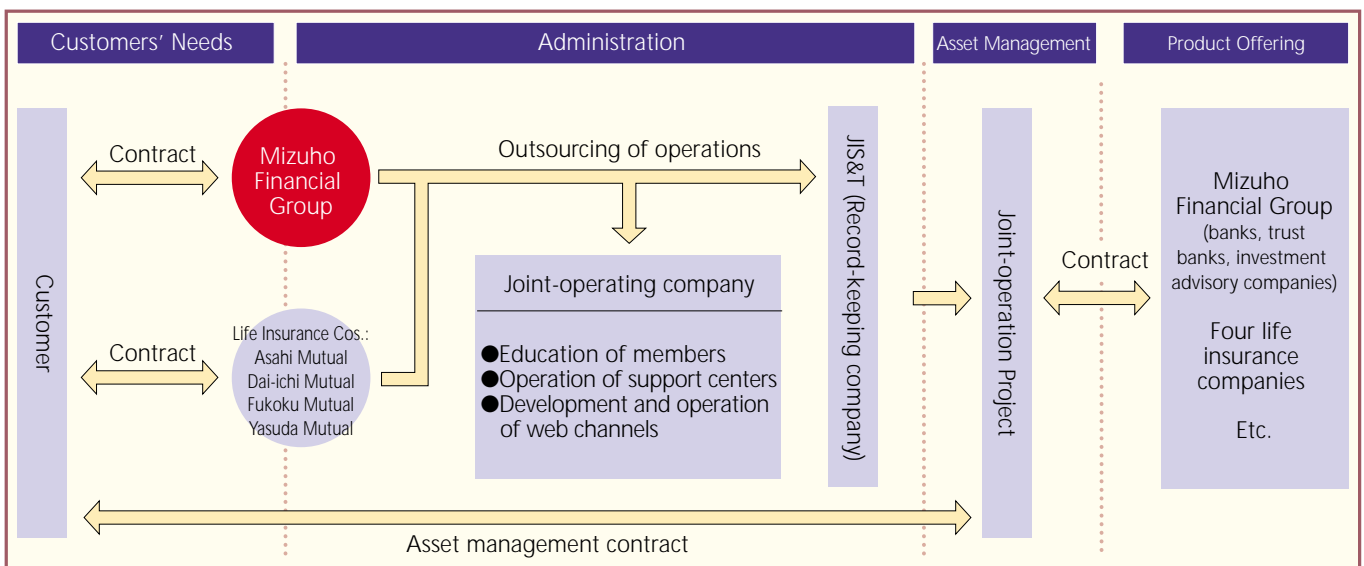 Customers' Needs
Administration
Asset Management
Product Offering
Customer
Contract
Mizuho
Financial
Group
Contract
Life Insurance Cos.:
Asahi Mutual
Dai-ichi Mutual
Fukoku Mutual
Yasuda Mutual
Outsourcing of operations
Joint-operating company
●Education of members
●Operation of support centers
●Development and operation
of web channels
JIS&T (Record-keeping company)
Joint-operation Project
Contract
Mizuho
Financial Group
(banks, trust
banks, investment
advisory companies)
Four life
insurance
companies
Etc.
Asset management contract